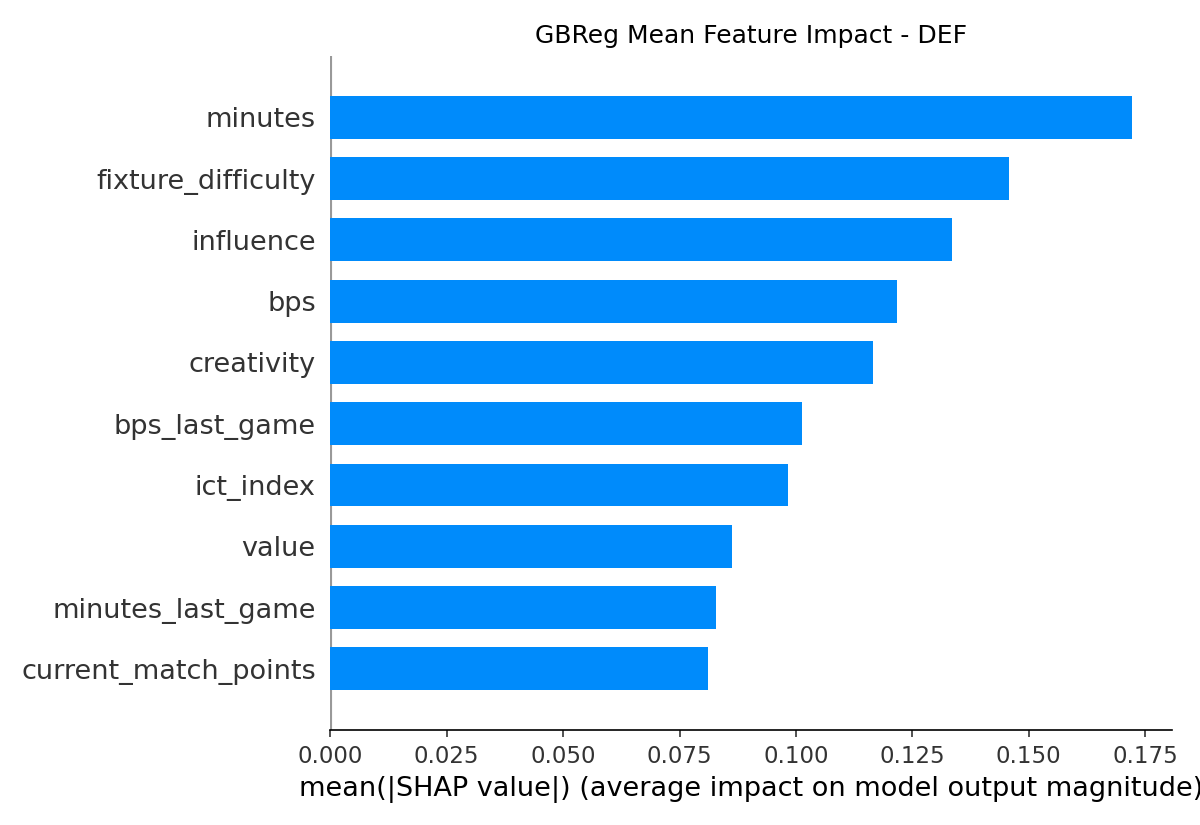 GBReg Mean Feature Impact - DEF
minutes
fixture_difficulty
influence
bps
creativity
bps_last_game
ict_index
value
minutes_last_game
current_match_points
0.000 0.025 0.050 0.075 0.100 0.125 0.150 0.175
mean(|SHAP value|) (average impact on model output magnitude)